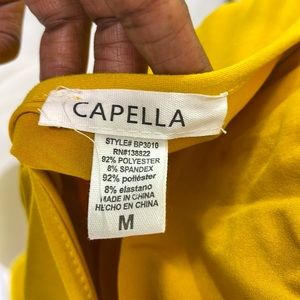 CAPELLA
STYLE# BP3010
RN#138822
92% POLYESTER
8% SPANDEX
92% poliéster
8% elastano
MADE IN CHINA
HECHO EN CHINA
M